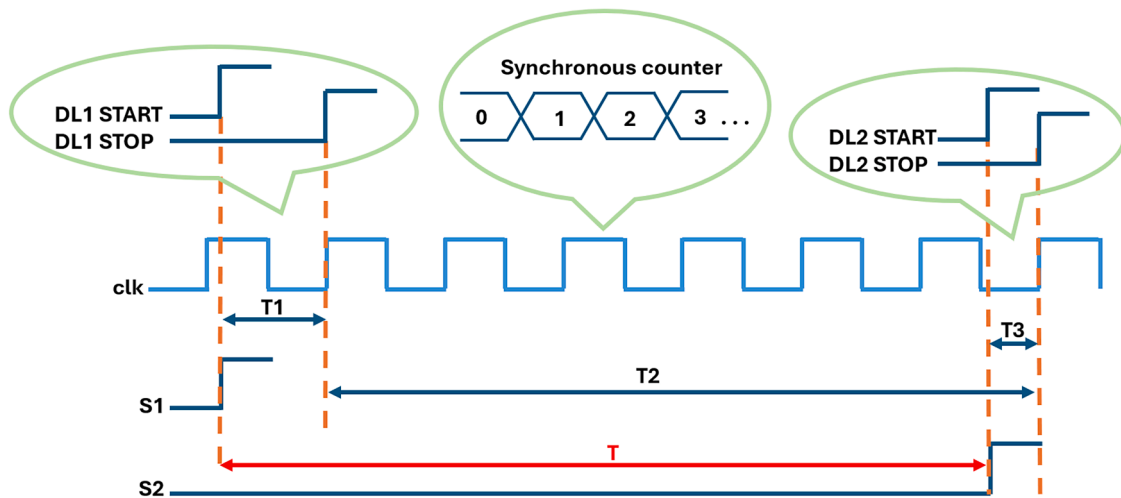 Synchronous counter
DL1 START
DL1 STOP
0 1 2 3 ...
DL2 START
DL2 STOP
clk
T1
T3
S1
T2
T
S2